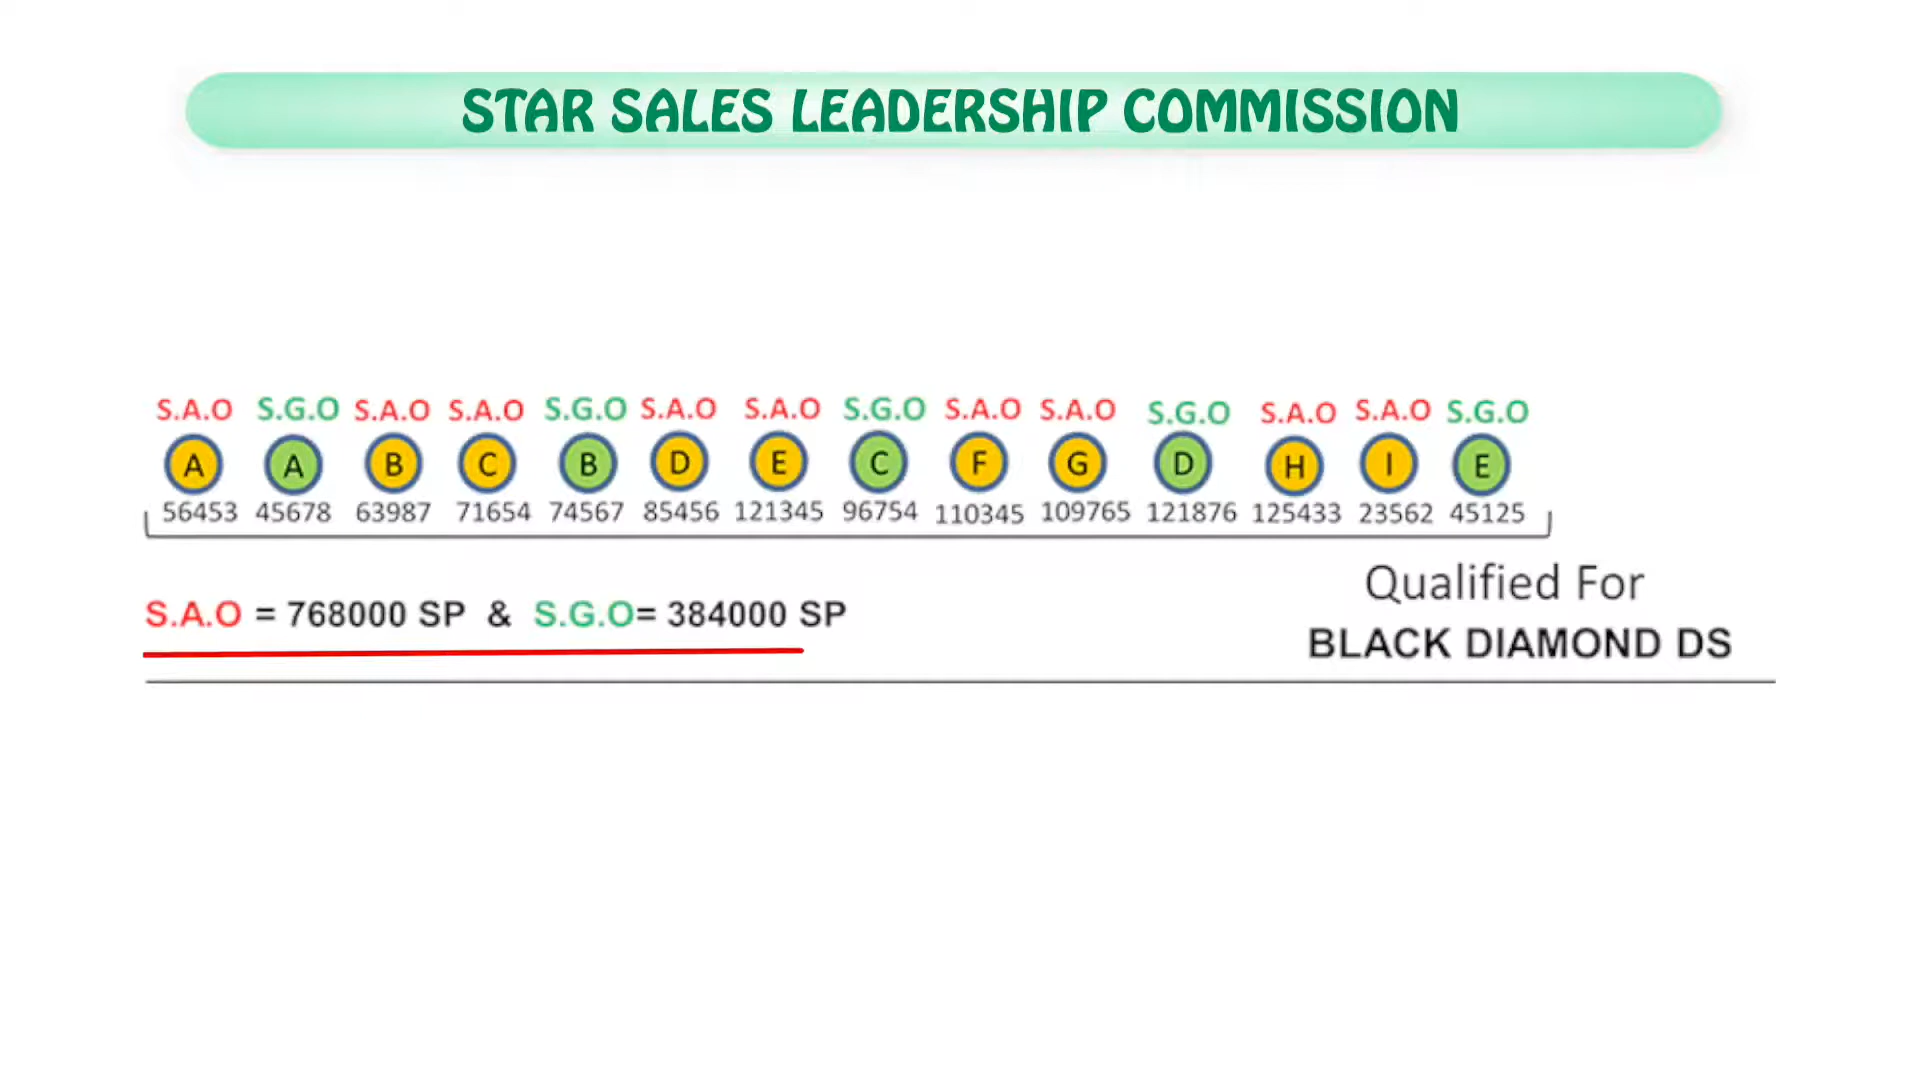 STAR SALES LEADERSHIP COMMISSION
S.A.O S.G.O S.A.O S.A.O S.G.O S.A.O S.A.O S.G.O S.A.O S.A.O S.G.O S.A.O S.A.O S.G.O
A A B C B D E C F G D H I E
56453 45678 63987 71654 74567 85456 121345 96754 110345 109765 121876 125433 23562 45125
S.A.O = 768000 SP & S.G.O= 384000 SP
Qualified For
BLACK DIAMOND DS